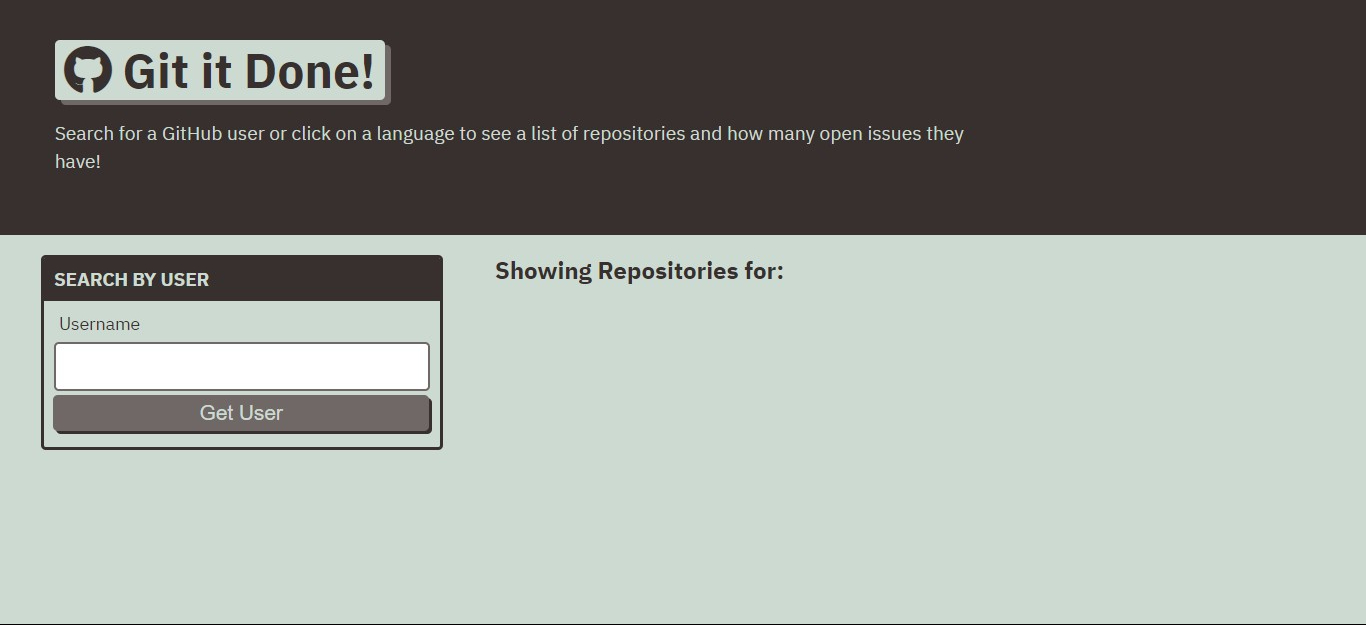 Git it Done!
Search for a GitHub user or click on a language to see a list of repositories and how many open issues they
have!
SEARCH BY USER
Username
Get User
Showing Repositories for: